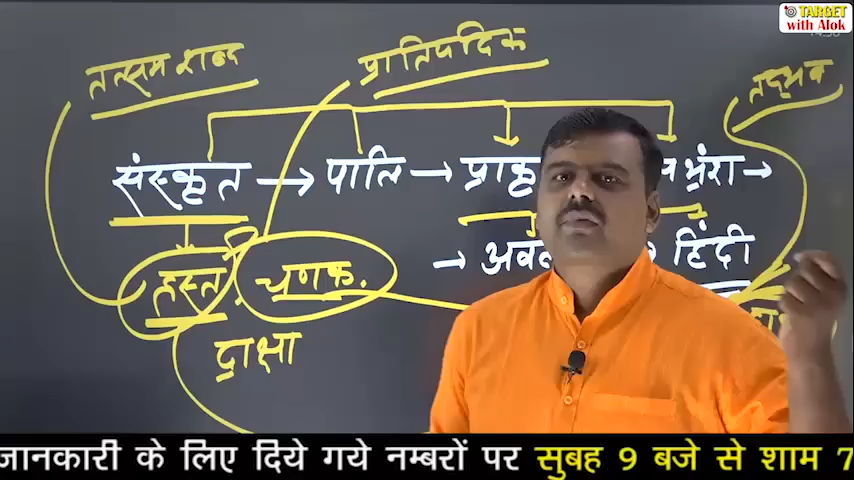 TARGET
with Alok
तत्सम शब्द
प्रातिपदिक
तद्भव
संस्कृत → पालि → →
→ हिंदी
हस्त, चणक.
द्राक्षा
जानकारी के लिए दिये गये नम्बरों पर सुबह 9 बजे से शाम 7